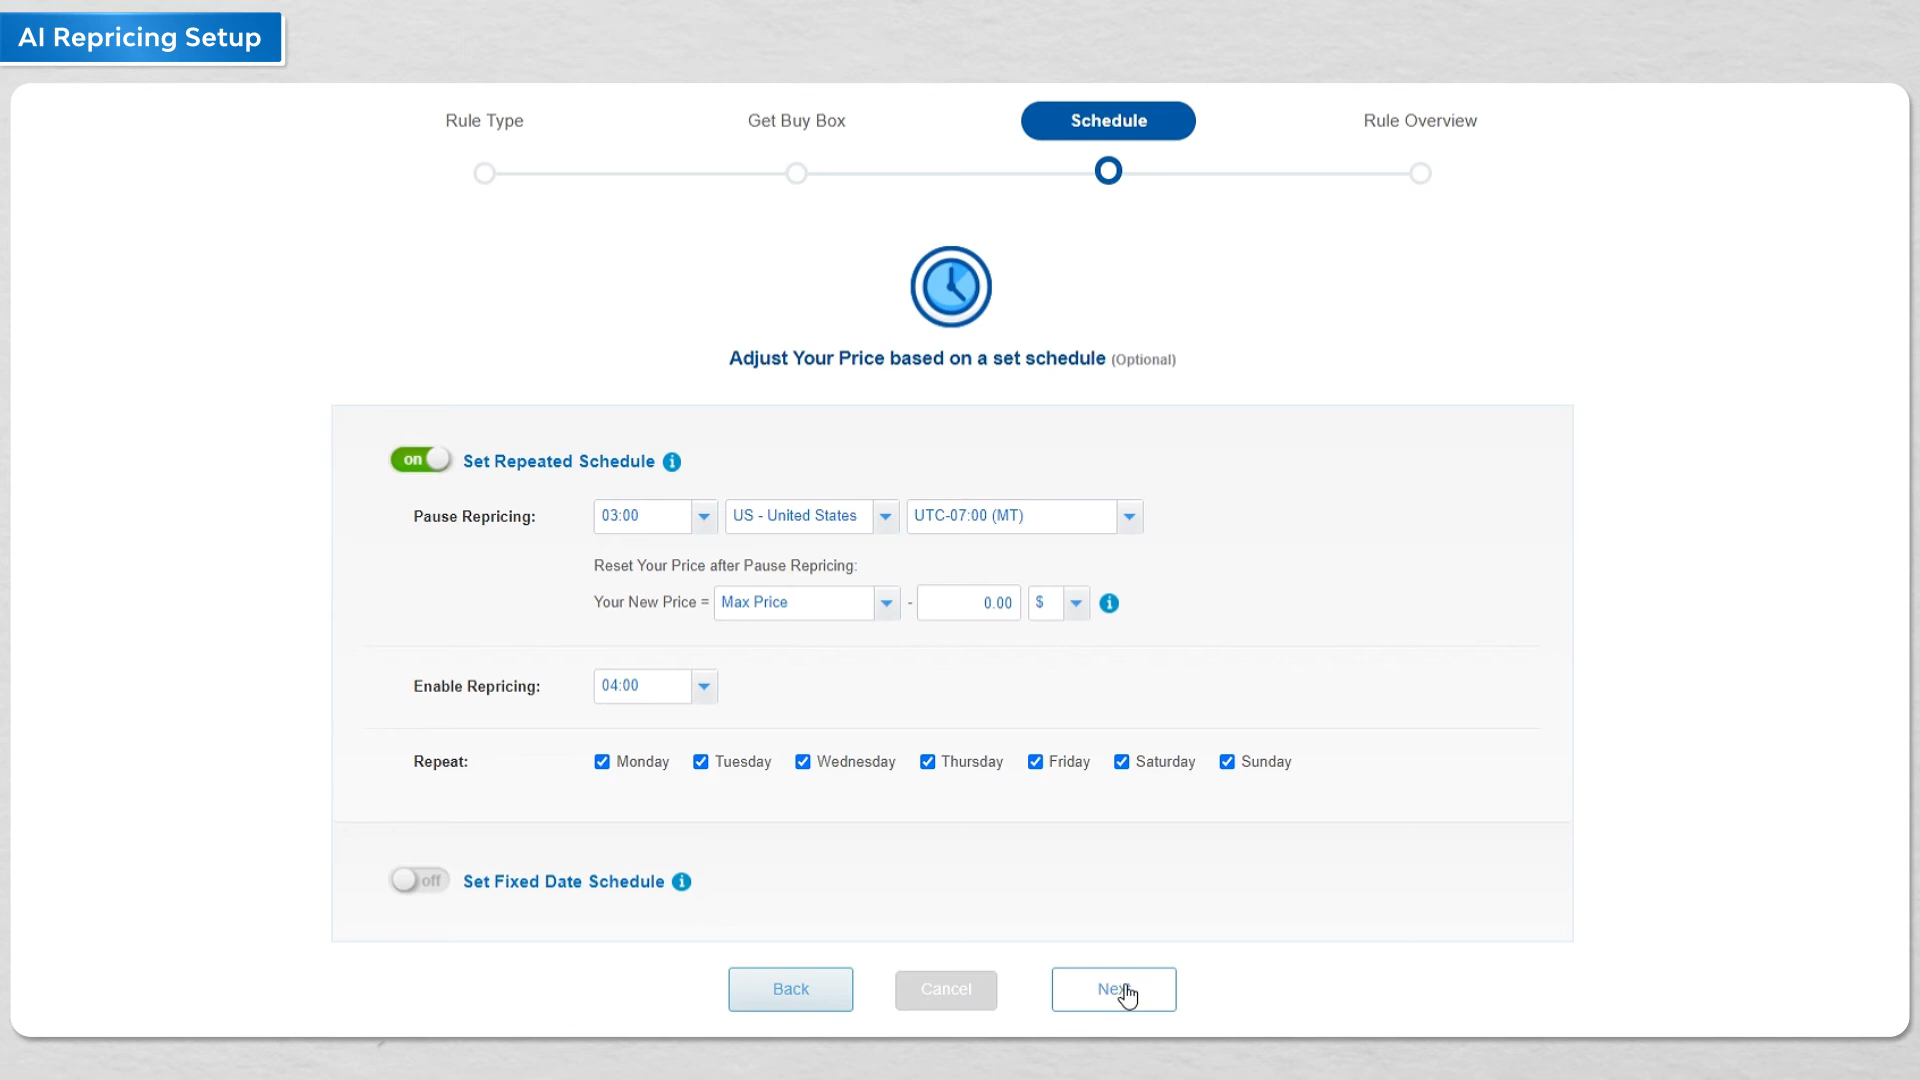 AI Repricing Setup
Rule Type
Get Buy Box
Schedule
Rule Overview
Adjust Your Price based on a set schedule (Optional)
on Set Repeated Schedule i
Pause Repricing: 03:00 US - United States UTC-07:00 (MT)
Reset Your Price after Pause Repricing:
Your New Price = Max Price - 0.00 $ i
Enable Repricing: 04:00
Repeat: Monday Tuesday Wednesday Thursday Friday Saturday Sunday
off Set Fixed Date Schedule i
Back Cancel Next